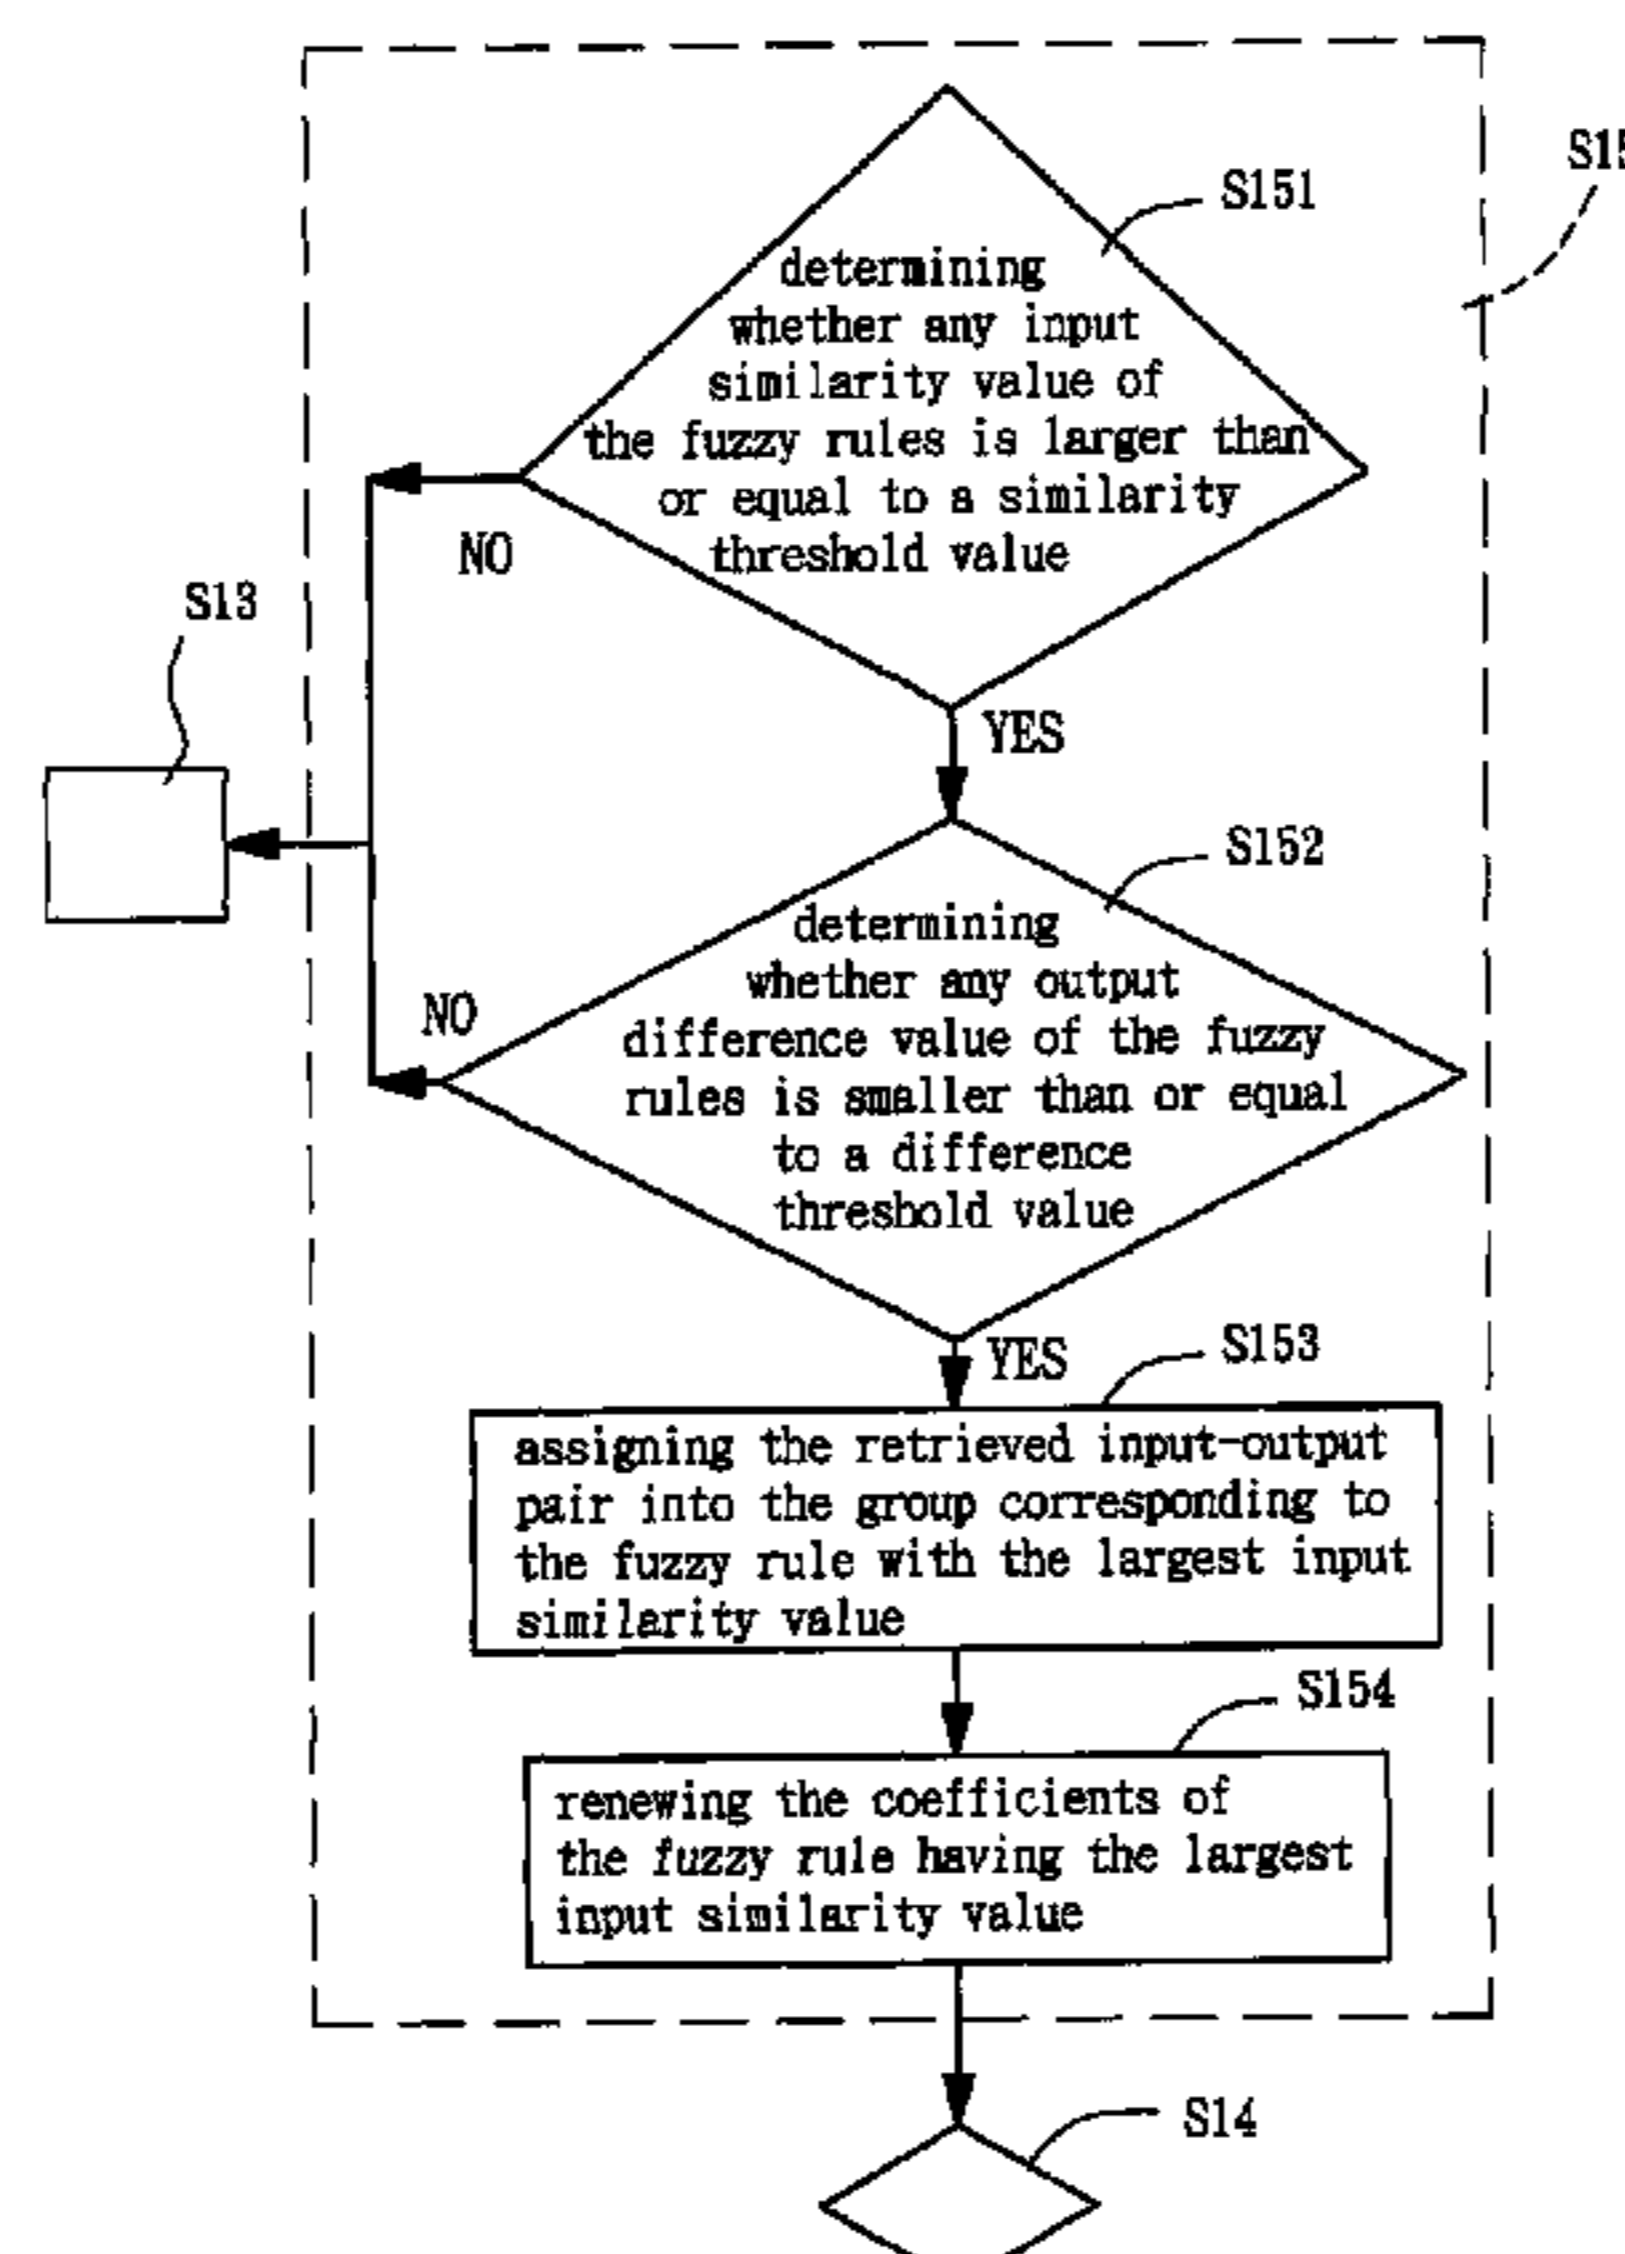 S15
S151
determining
whether any input
similarity value of
the fuzzy rules is larger than
or equal to a similarity
threshold value
NO
S13
YES
S152
determining
whether any output
difference value of the fuzzy
rules is smaller than or equal
to a difference
threshold value
NO
YES
S153
assigning the retrieved input-output
pair into the group corresponding to
the fuzzy rule with the largest input
similarity value
S154
renewing the coefficients of
the fuzzy rule having the largest
input similarity value
S14